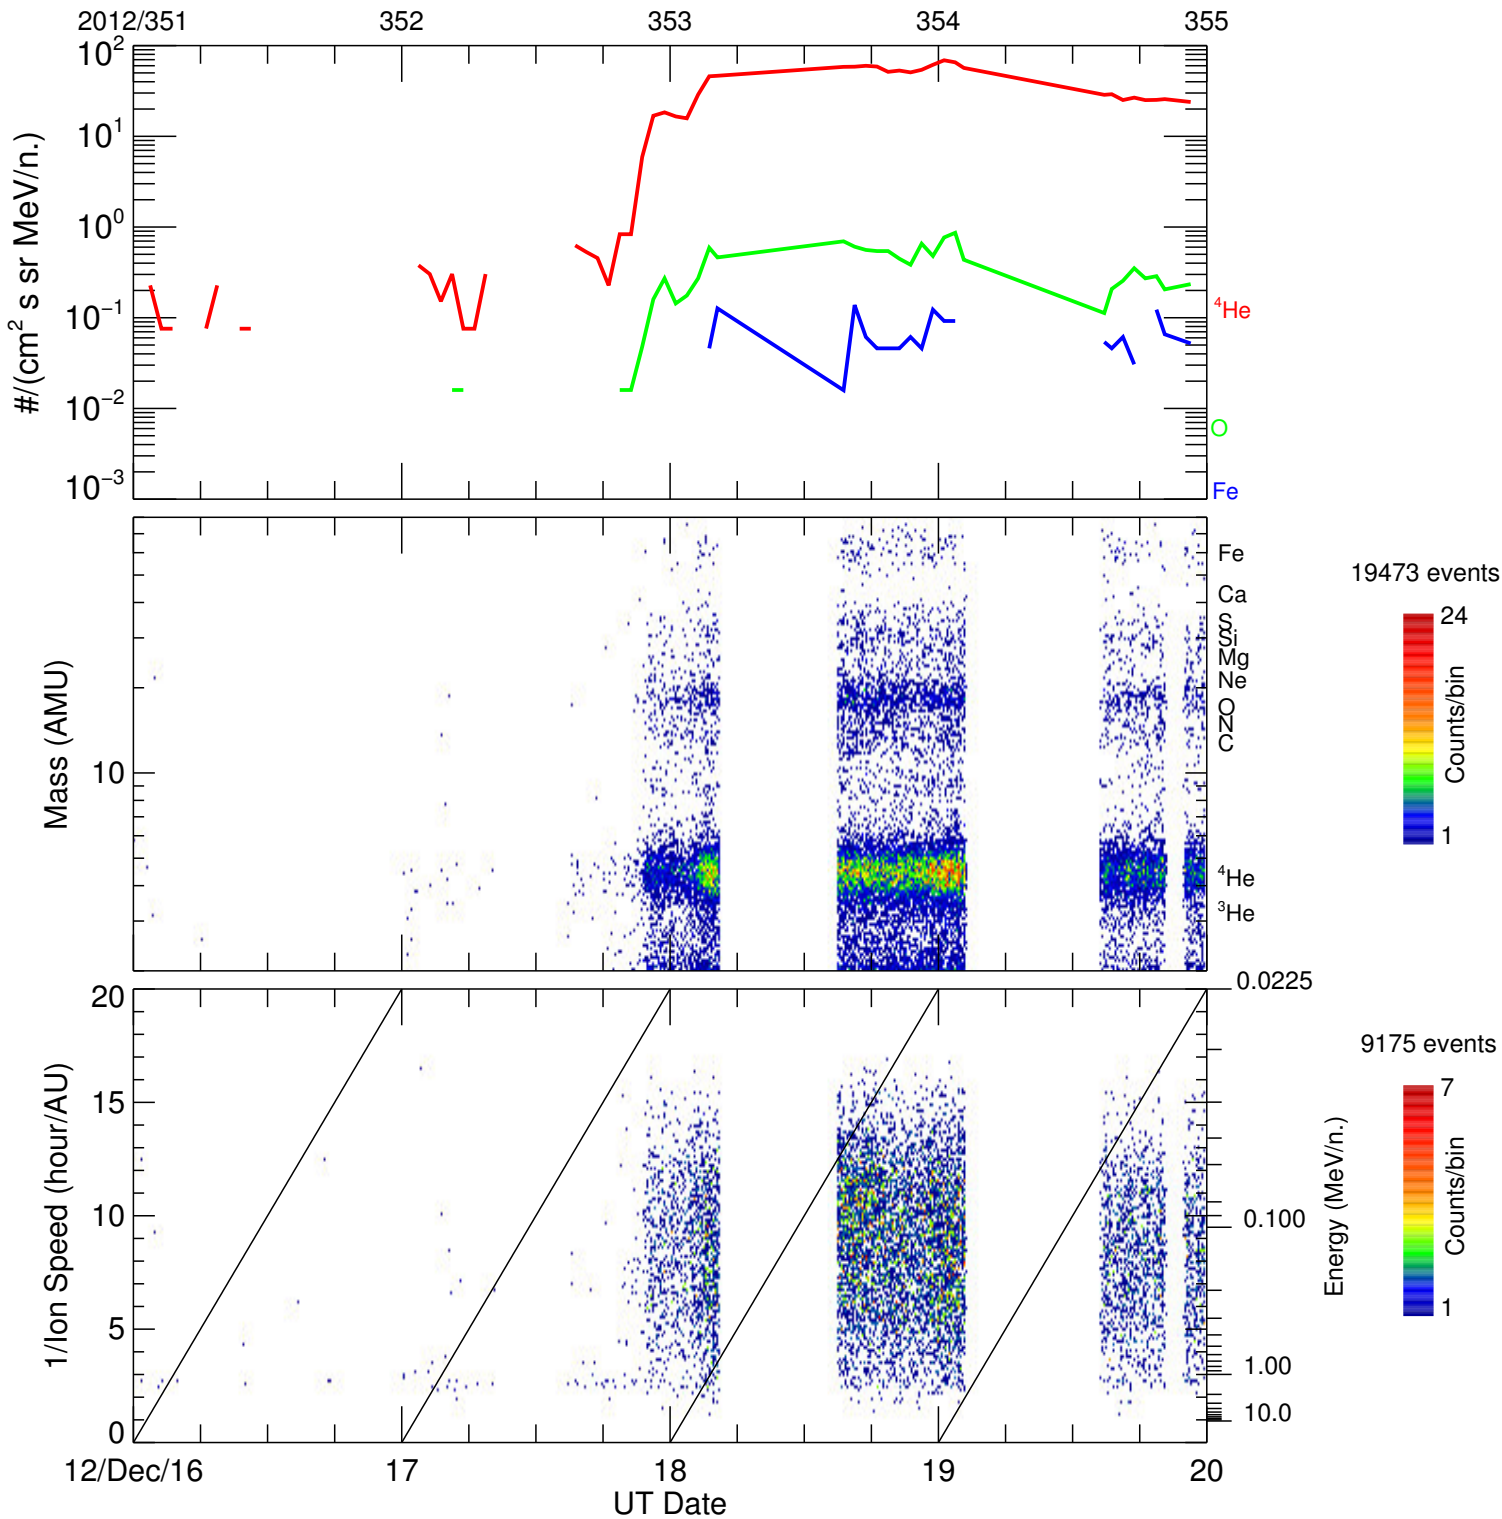 2012/351 352 353 354 355
10^2
10^1
10^0
10^-1
10^-2
10^-3
#/(cm^2 s sr MeV/n.)
^4He
O
Fe
Mass (AMU)
10
Fe
Ca
S
Si
Mg
Ne
O
N
C
^4He
^3He
19473 events
24
Counts/bin
1
1/Ion Speed (hour/AU)
20
15
10
5
0
0.0225
0.100
1.00
10.0
Energy (MeV/n.)
9175 events
7
Counts/bin
1
12/Dec/16 17 18 19 20
UT Date